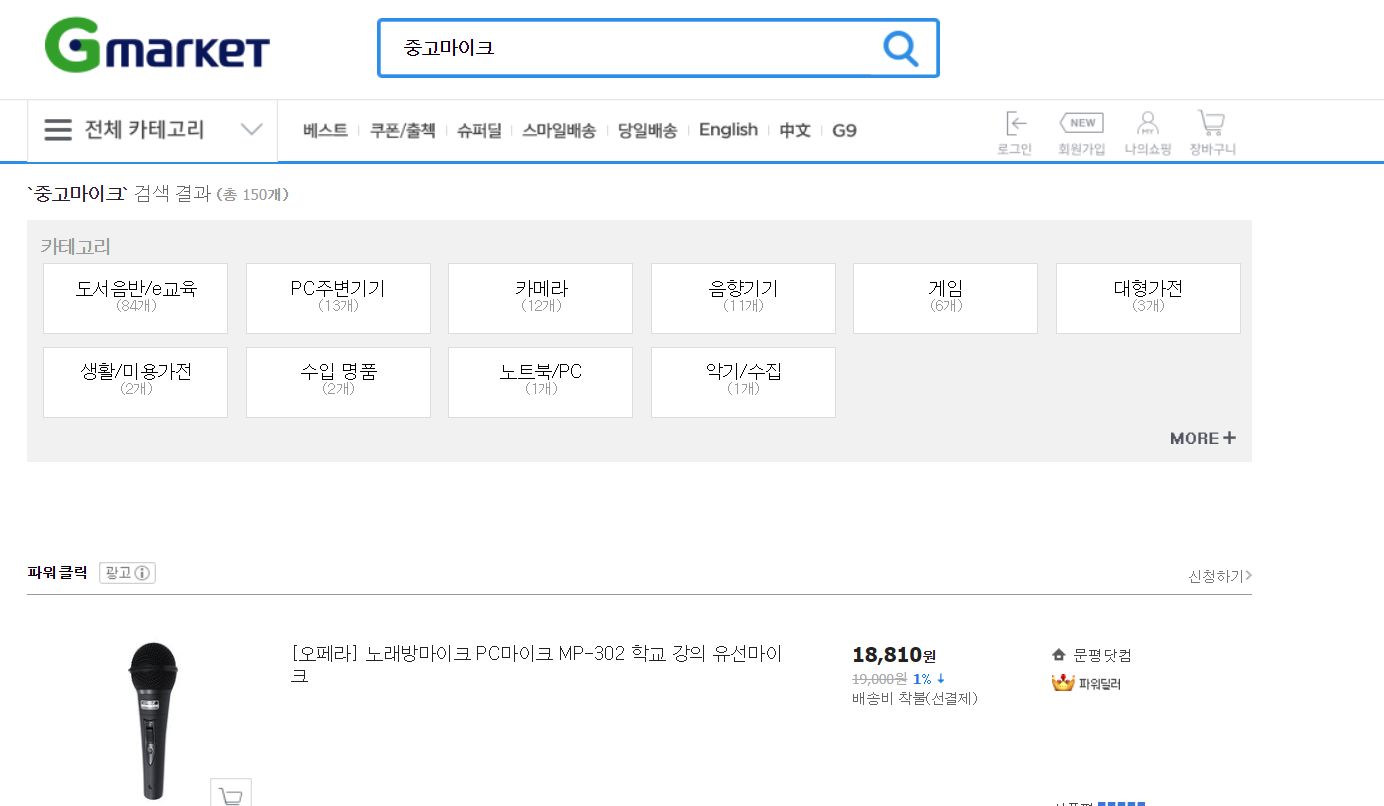 Gmarket
중고마이크
전체 카테고리
베스트 쿠폰/출첵 슈퍼딜 스마일배송 당일배송 English 中文 G9
NEW
MY
로그인 회원가입 나의쇼핑 장바구니
`중고마이크` 검색 결과 (총 150개)
카테고리
도서음반/e교육 PC주변기기 카메라 음향기기 게임 대형가전
(84개) (13개) (12개) (11개) (6개) (3개)
생활/미용가전 수입 명품 노트북/PC 악기/수집
(2개) (2개) (1개) (1개)
MORE +
파워클릭 광고
신청하기>
[오페라] 노래방마이크 PC마이크 MP-302 학교 강의 유선마이
크
18,810원
19,000원 1% ↓
배송비 착불(선결제)
문평닷컴
파워딜러